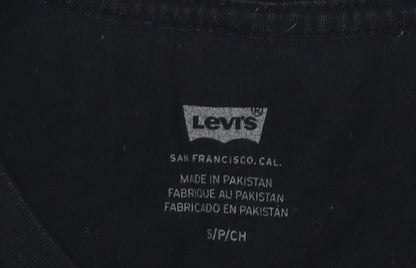 Levi's®
SAN FRANCISCO, CAL.
MADE IN PAKISTAN
FABRIQUE AU PAKISTAN
FABRICADO EN PAKISTÁN
S/P/CH